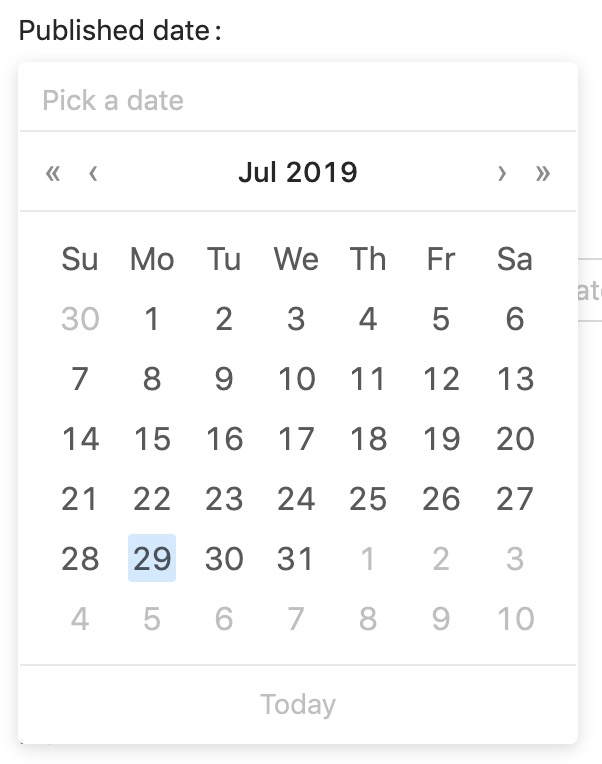 Published date :
Pick a date
« ‹ Jul 2019 › »
Su Mo Tu We Th Fr Sa
30 1 2 3 4 5 6
7 8 9 10 11 12 13
14 15 16 17 18 19 20
21 22 23 24 25 26 27
28 29 30 31 1 2 3
4 5 6 7 8 9 10
Today